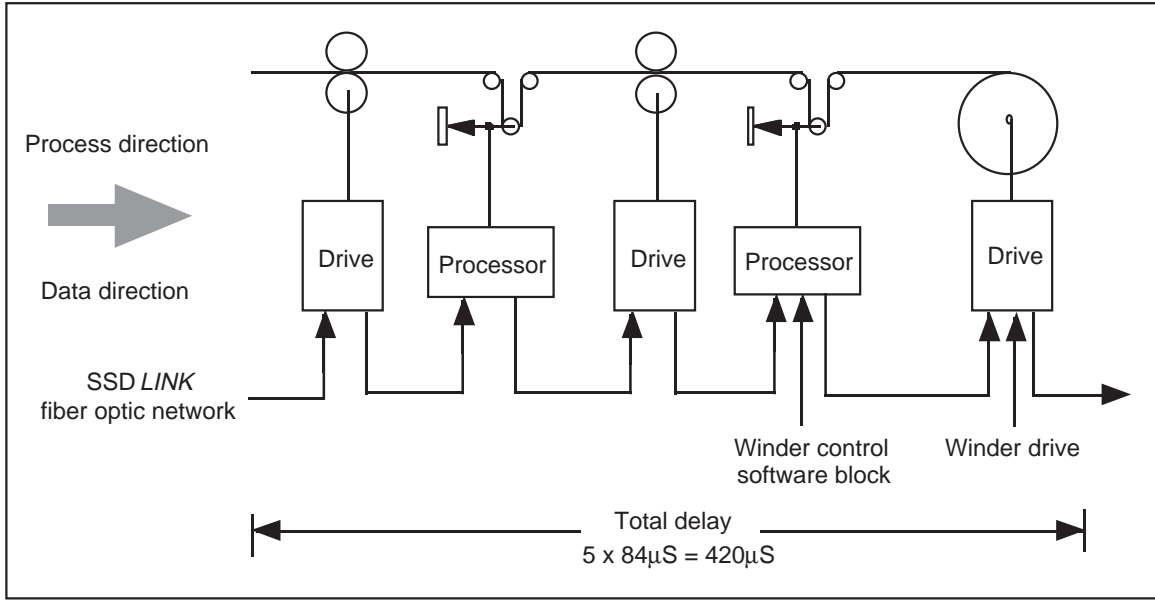 Process direction
Data direction
Drive
Processor
Drive
Processor
Drive
SSD LINK
fiber optic network
Winder control
software block
Winder drive
Total delay
5 x 84μS = 420μS